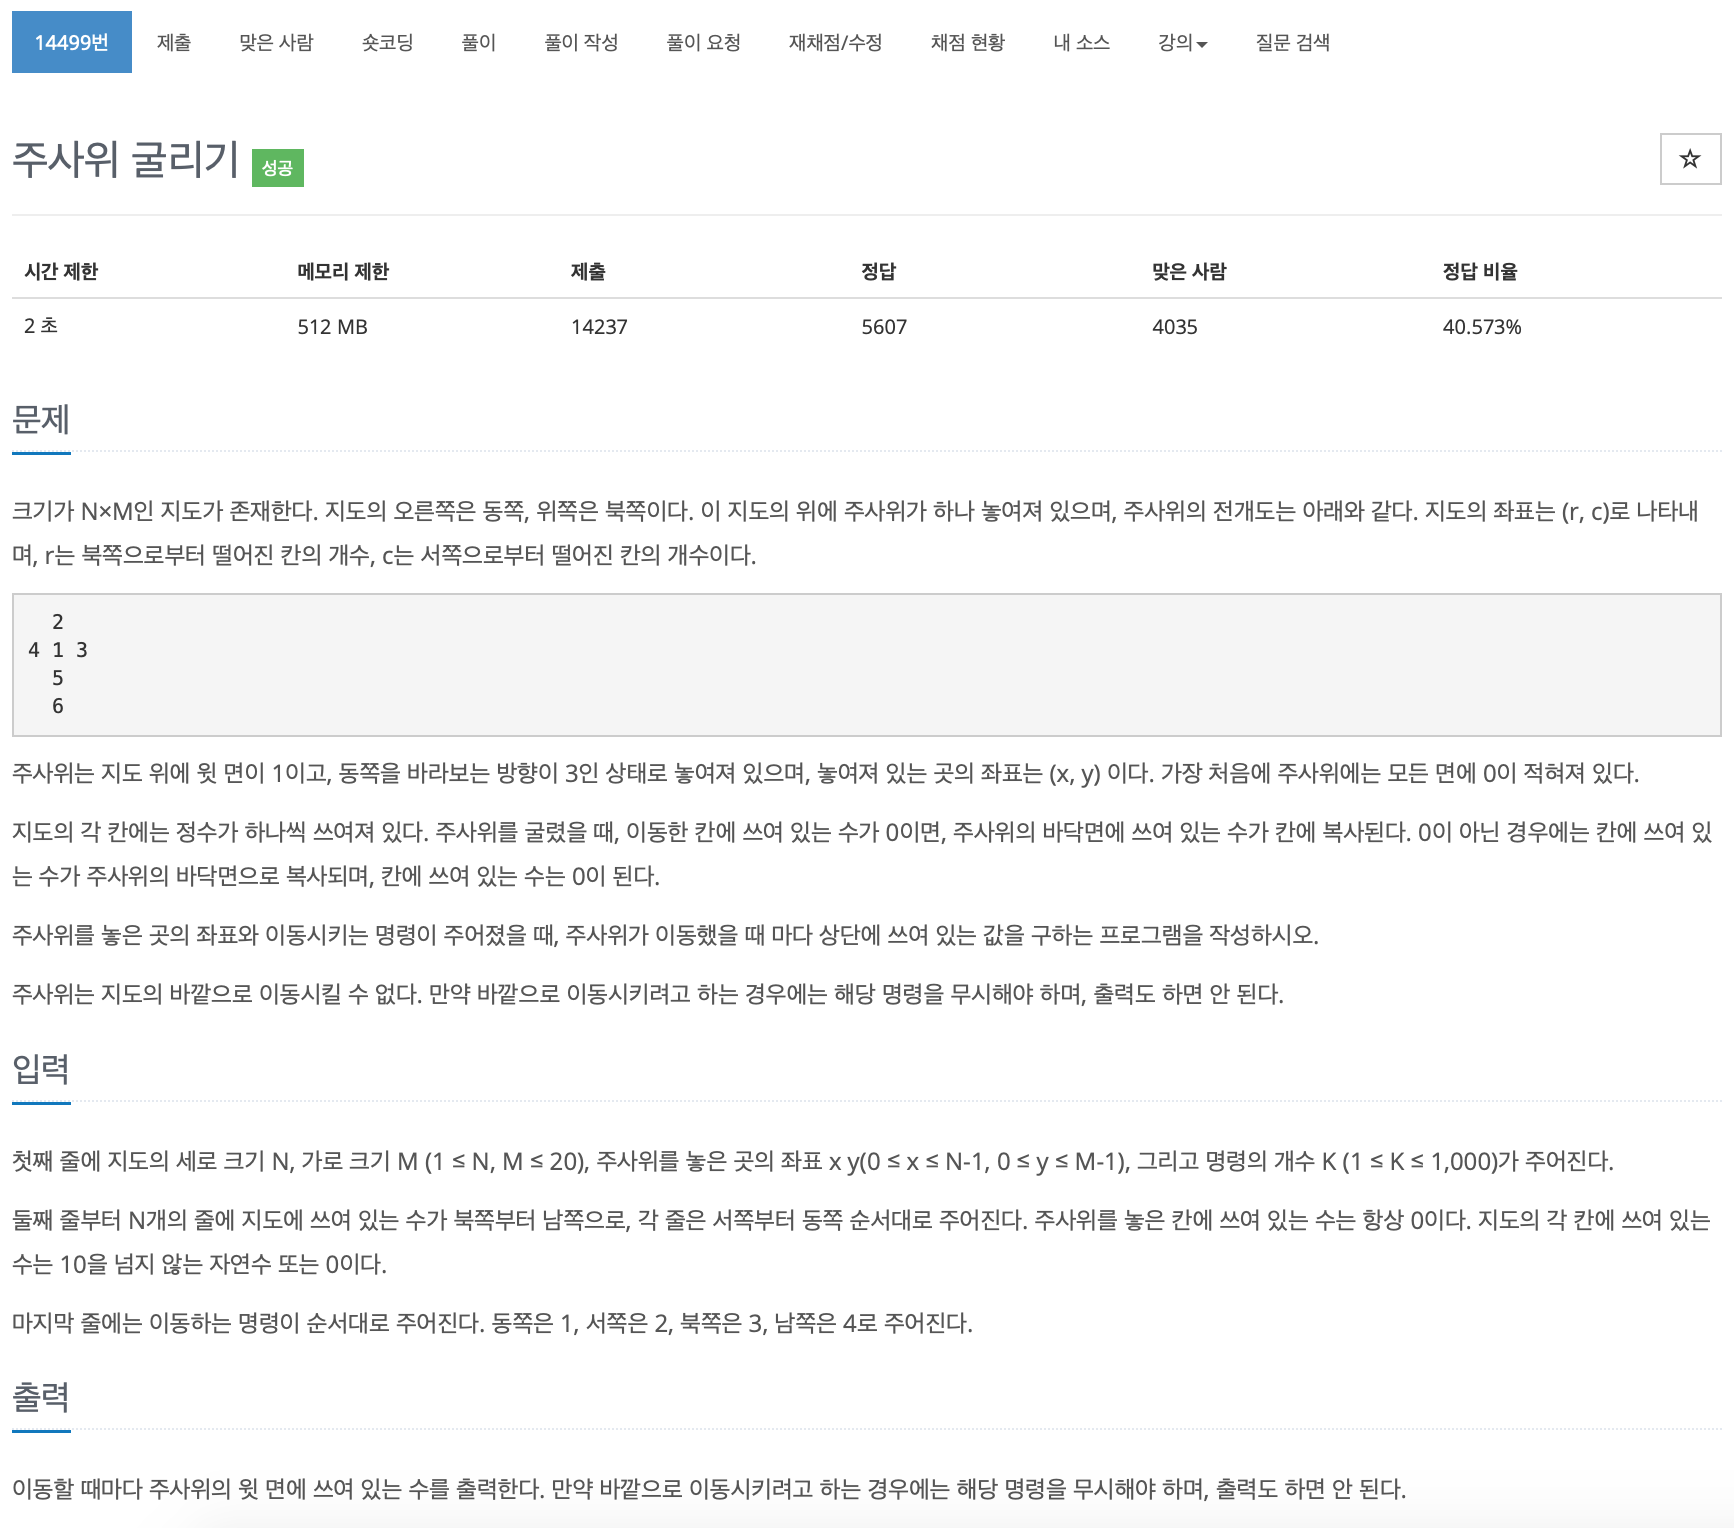 14499번 제출 맞은 사람 숏코딩 풀이 풀이 작성 풀이 요청 재채점/수정 채점 현황 내 소스 강의 질문 검색
주사위 굴리기 성공
시간 제한 메모리 제한 제출 정답 맞은 사람 정답 비율
2 초 512 MB 14237 5607 4035 40.573%
문제
크기가 N×M인 지도가 존재한다. 지도의 오른쪽은 동쪽, 위쪽은 북쪽이다. 이 지도의 위에 주사위가 하나 놓여져 있으며, 주사위의 전개도는 아래와 같다. 지도의 좌표는 (r, c)로 나타내
며, r는 북쪽으로부터 떨어진 칸의 개수, c는 서쪽으로부터 떨어진 칸의 개수이다.
2
4 1 3
5
6
주사위는 지도 위에 윗 면이 1이고, 동쪽을 바라보는 방향이 3인 상태로 놓여져 있으며, 놓여져 있는 곳의 좌표는 (x, y) 이다. 가장 처음에 주사위에는 모든 면에 0이 적혀져 있다.
지도의 각 칸에는 정수가 하나씩 쓰여져 있다. 주사위를 굴렸을 때, 이동한 칸에 쓰여 있는 수가 0이면, 주사위의 바닥면에 쓰여 있는 수가 칸에 복사된다. 0이 아닌 경우에는 칸에 쓰여 있
는 수가 주사위의 바닥면으로 복사되며, 칸에 쓰여 있는 수는 0이 된다.
주사위를 놓은 곳의 좌표와 이동시키는 명령이 주어졌을 때, 주사위가 이동했을 때 마다 상단에 쓰여 있는 값을 구하는 프로그램을 작성하시오.
주사위는 지도의 바깥으로 이동시킬 수 없다. 만약 바깥으로 이동시키려고 하는 경우에는 해당 명령을 무시해야 하며, 출력도 하면 안 된다.
입력
첫째 줄에 지도의 세로 크기 N, 가로 크기 M (1 ≤ N, M ≤ 20), 주사위를 놓은 곳의 좌표 x y(0 ≤ x ≤ N-1, 0 ≤ y ≤ M-1), 그리고 명령의 개수 K (1 ≤ K ≤ 1,000)가 주어진다.
둘째 줄부터 N개의 줄에 지도에 쓰여 있는 수가 북쪽부터 남쪽으로, 각 줄은 서쪽부터 동쪽 순서대로 주어진다. 주사위를 놓은 칸에 쓰여 있는 수는 항상 0이다. 지도의 각 칸에 쓰여 있는
수는 10을 넘지 않는 자연수 또는 0이다.
마지막 줄에는 이동하는 명령이 순서대로 주어진다. 동쪽은 1, 서쪽은 2, 북쪽은 3, 남쪽은 4로 주어진다.
출력
이동할 때마다 주사위의 윗 면에 쓰여 있는 수를 출력한다. 만약 바깥으로 이동시키려고 하는 경우에는 해당 명령을 무시해야 하며, 출력도 하면 안 된다.